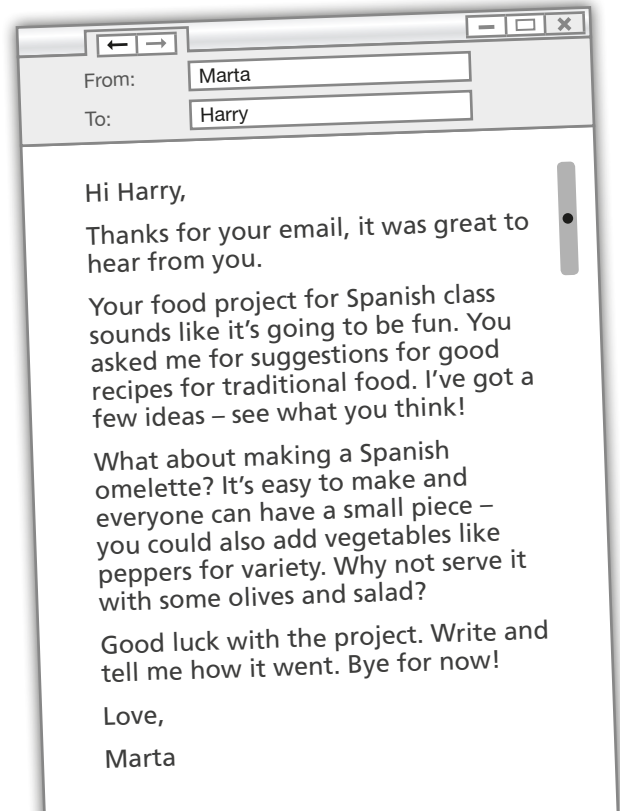 From: Marta
To: Harry
Hi Harry,
Thanks for your email, it was great to
hear from you.
Your food project for Spanish class
sounds like it's going to be fun. You
asked me for suggestions for good
recipes for traditional food. I've got a
few ideas – see what you think!
What about making a Spanish
omelette? It's easy to make and
everyone can have a small piece –
you could also add vegetables like
peppers for variety. Why not serve it
with some olives and salad?
Good luck with the project. Write and
tell me how it went. Bye for now!
Love,
Marta